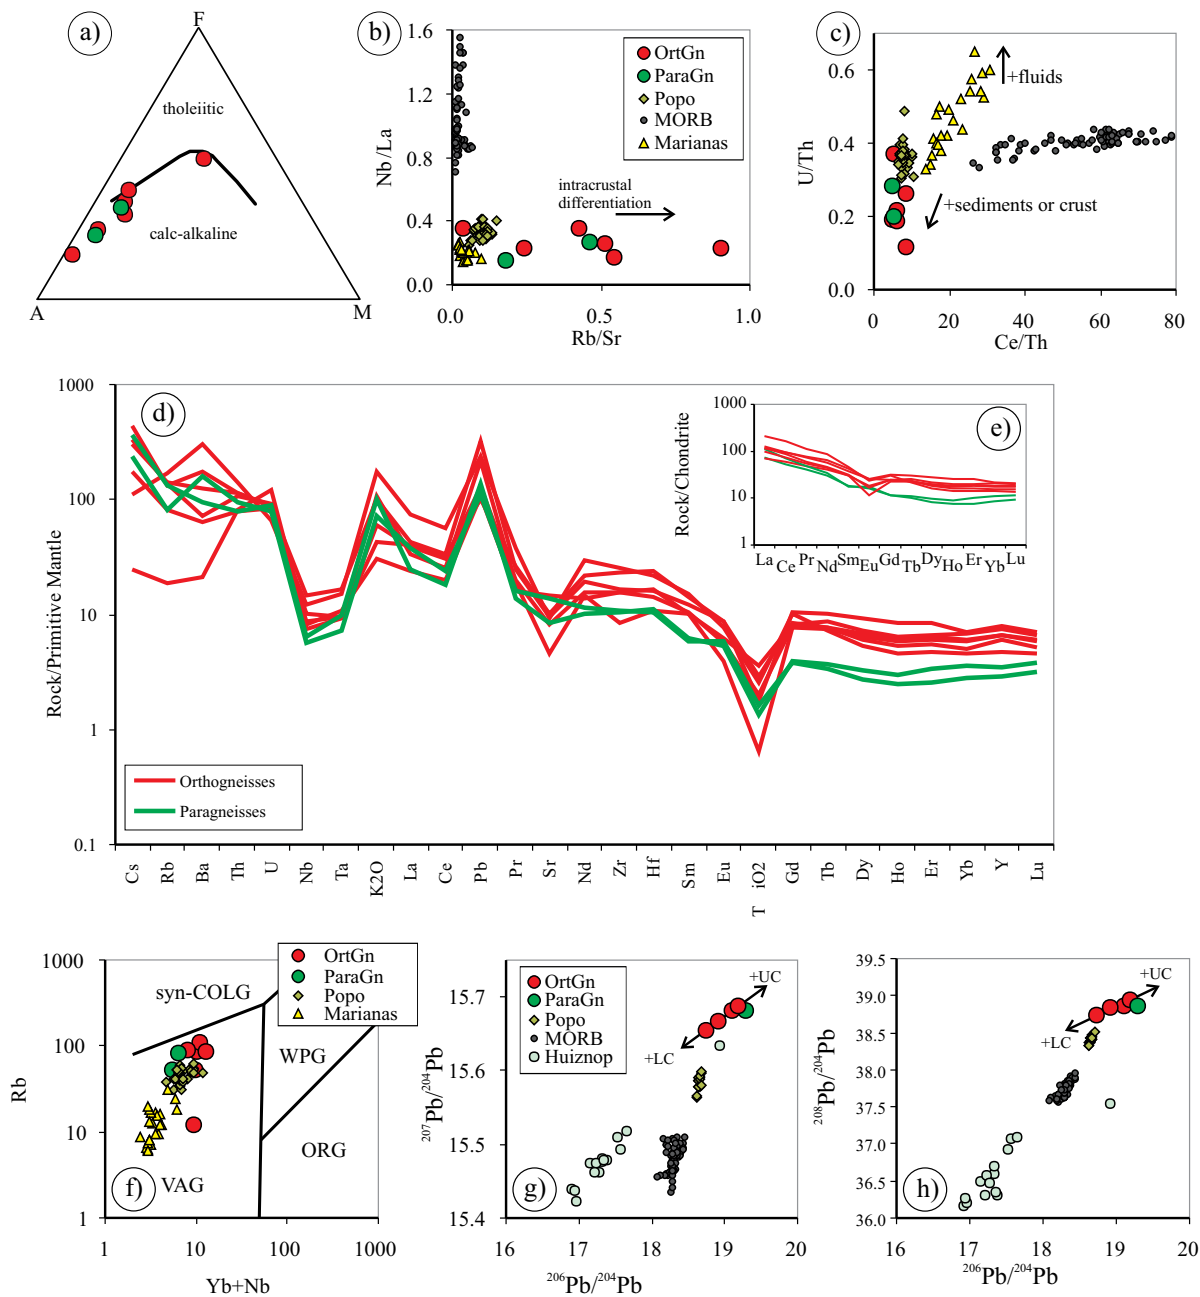 a)
F
tholeiitic
calc-alkaline
A
M
b)
Nb/La
1.6
1.2
0.8
0.4
0.0
OrtGn
ParaGn
Popo
MORB
Marianas
intracrustal
differentiation
0.0
0.5
1.0
Rb/Sr
c)
U/Th
0.6
0.4
0.2
0.0
+fluids
+sediments or crust
0
20
40
60
80
Ce/Th
d)
Rock/Primitive Mantle
1000
100
10
1
0.1
Orthogneisses
Paragneisses
Cs
Rb
Ba
Th
U
Nb
Ta
K2O
La
Ce
Pb
Pr
Sr
Nd
Zr
Hf
Sm
Eu
T iO2
Gd
Tb
Dy
Ho
Er
Yb
Y
Lu
e)
Rock/Chondrite
1000
100
10
1
La Ce Pr Nd Sm Eu Gd Tb Dy Ho Er Yb Lu
f)
Rb
1000
100
10
1
OrtGn
ParaGn
Popo
Marianas
syn-COLG
WPG
ORG
VAG
1
10
100
1000
Yb+Nb
g)
207Pb/204Pb
15.7
15.6
15.5
15.4
OrtGn
ParaGn
Popo
MORB
Huiznop
+UC
+LC
16
17
18
19
20
206Pb/204Pb
h)
208Pb/204Pb
39.5
39.0
38.5
38.0
37.5
37.0
36.5
36.0
+UC
+LC
16
17
18
19
20
206Pb/204Pb